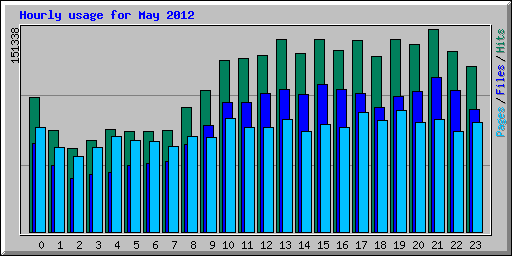 Hourly usage for May 2012
151338
Pages/Files/Hits
0 1 2 3 4 5 6 7 8 9 10 11 12 13 14 15 16 17 18 19 20 21 22 23